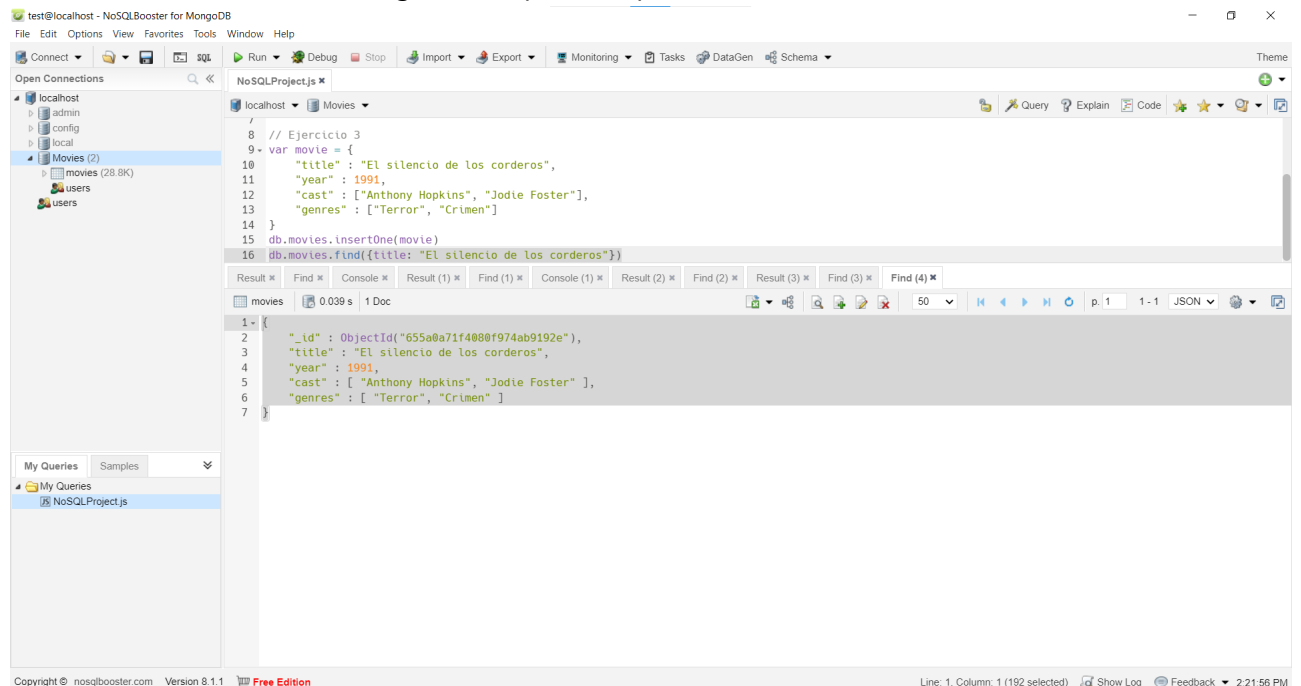 test@localhost - NoSQLBooster for MongoDB
File Edit Options View Favorites Tools Window Help
Connect SQL Run Debug Stop Import Export Monitoring Tasks DataGen Schema Theme
Open Connections
NoSQLProject.js
localhost
admin
config
local
Movies (2)
movies (28.8K)
users
users
localhost Movies Query Explain Code
7
8 // Ejercicio 3
9 var movie = {
10 "title" : "El silencio de los corderos",
11 "year" : 1991,
12 "cast" : ["Anthony Hopkins", "Jodie Foster"],
13 "genres" : ["Terror", "Crimen"]
14 }
15 db.movies.insertOne(movie)
16 db.movies.find({title: "El silencio de los corderos"})
Result Find Console Result (1) Find (1) Console (1) Result (2) Find (2) Result (3) Find (3) Find (4)
movies 0.039 s 1 Doc 50 p. 1 1 - 1 JSON
1 {
2 "_id" : ObjectId("655a0a71f4080f974ab9192e"),
3 "title" : "El silencio de los corderos",
4 "year" : 1991,
5 "cast" : [ "Anthony Hopkins", "Jodie Foster" ],
6 "genres" : [ "Terror", "Crimen" ]
7 }
My Queries Samples
My Queries
NoSQLProject.js
Copyright © nosqlbooster.com Version 8.1.1 Free Edition Line: 1, Column: 1 (192 selected) Show Log Feedback 2:21:56 PM